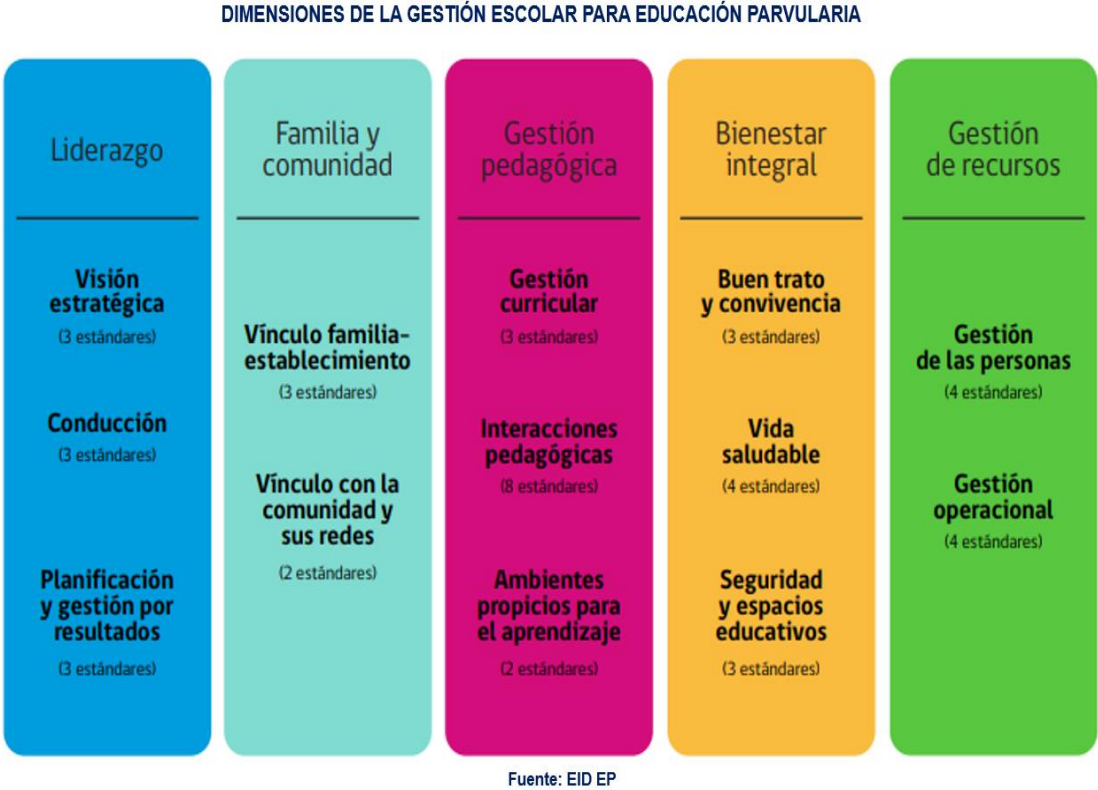 DIMENSIONES DE LA GESTIÓN ESCOLAR PARA EDUCACIÓN PARVULARIA
Liderazgo
Visión
estratégica
(3 estándares)
Conducción
(3 estándares)
Planificación
y gestión por
resultados
(3 estándares)
Familia y
comunidad
Vínculo familia-
establecimiento
(3 estándares)
Vínculo con la
comunidad y
sus redes
(2 estándares)
Gestión
pedagógica
Gestión
curricular
(3 estándares)
Interacciones
pedagógicas
(8 estándares)
Ambientes
propicios para
el aprendizaje
(2 estándares)
Bienestar
integral
Buen trato
y convivencia
(3 estándares)
Vida
saludable
(4 estándares)
Seguridad
y espacios
educativos
(3 estándares)
Gestión
de recursos
Gestión
de las personas
(4 estándares)
Gestión
operacional
(4 estándares)
Fuente: EID EP